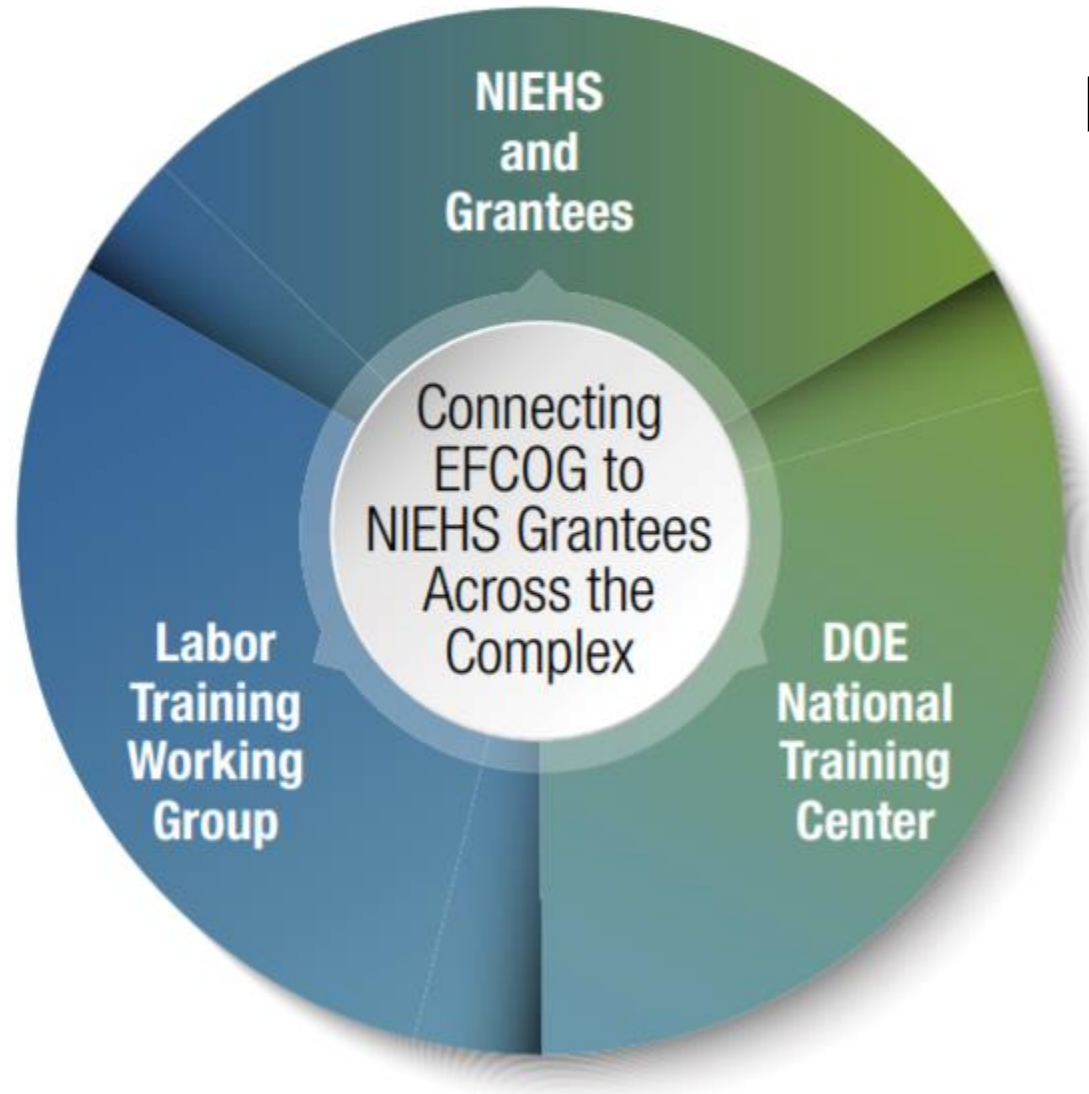 NIEHS
and
Grantees
Connecting
EFCOG to
NIEHS Grantees
Across the
Complex
Labor
Training
Working
Group
DOE
National
Training
Center